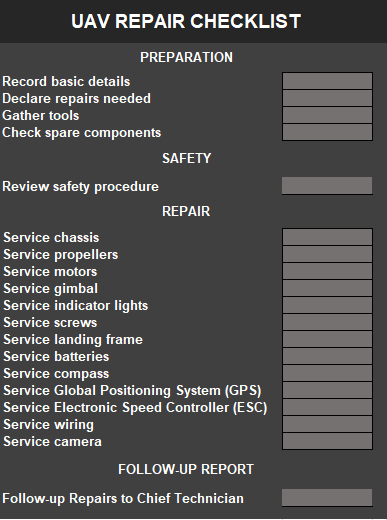 UAV REPAIR CHECKLIST
PREPARATION
Record basic details
Declare repairs needed
Gather tools
Check spare components
SAFETY
Review safety procedure
REPAIR
Service chassis
Service propellers
Service motors
Service gimbal
Service indicator lights
Service screws
Service landing frame
Service batteries
Service compass
Service Global Positioning System (GPS)
Service Electronic Speed Controller (ESC)
Service wiring
Service camera
FOLLOW-UP REPORT
Follow-up Repairs to Chief Technician